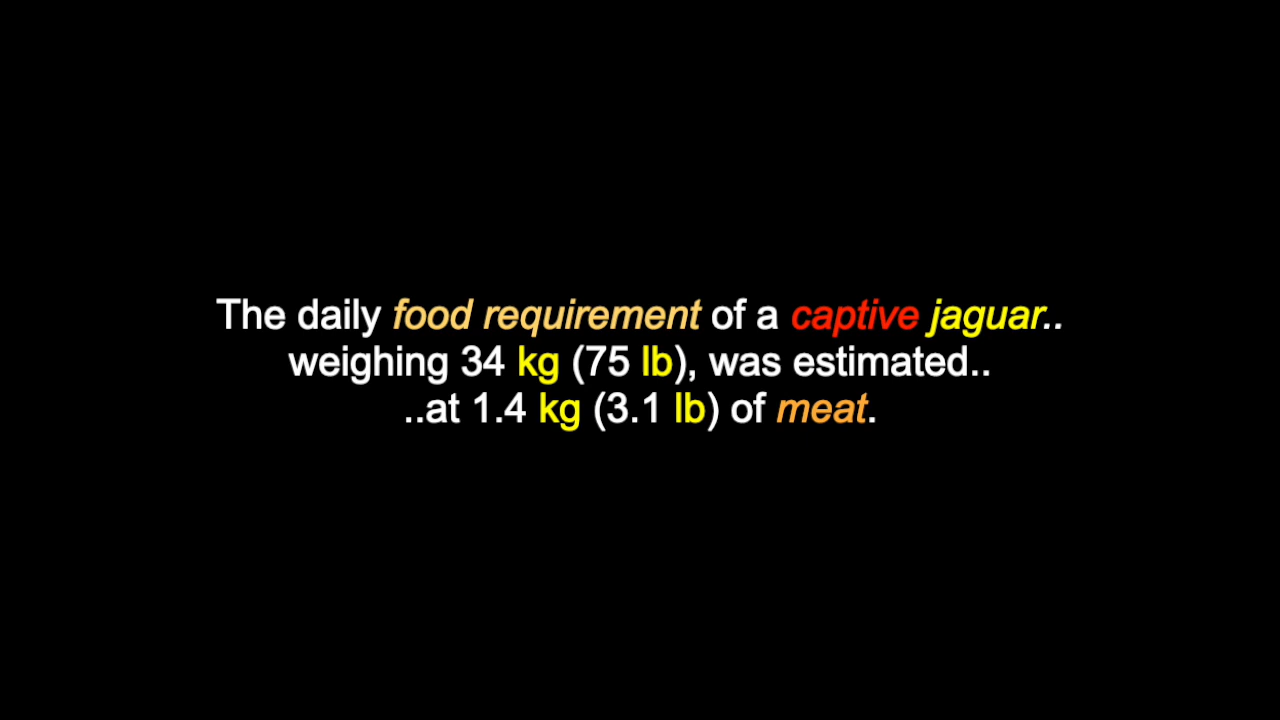 The daily food requirement of a captive jaguar..
weighing 34 kg (75 lb), was estimated..
..at 1.4 kg (3.1 lb) of meat.